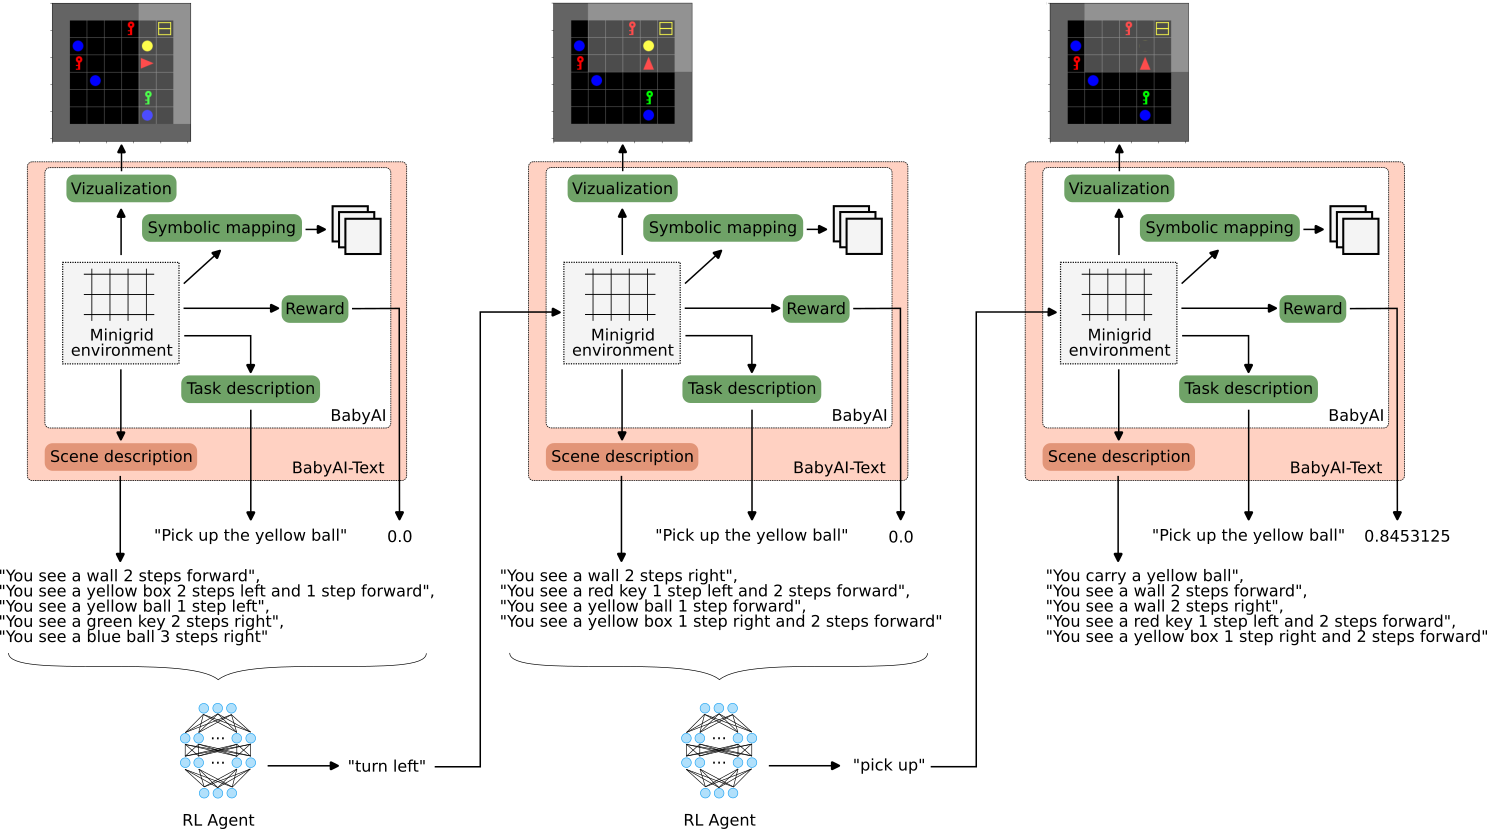 Vizualization
Symbolic mapping
Reward
Minigrid
environment
Task description
BabyAI
Scene description
BabyAI-Text
"Pick up the yellow ball"
0.0
"You see a wall 2 steps forward",
"You see a yellow box 2 steps left and 1 step forward",
"You see a yellow ball 1 step left",
"You see a green key 2 steps right",
"You see a blue ball 3 steps right"
RL Agent
"turn left"
Vizualization
Symbolic mapping
Reward
Minigrid
environment
Task description
BabyAI
Scene description
BabyAI-Text
"Pick up the yellow ball"
0.0
"You see a wall 2 steps right",
"You see a red key 1 step left and 2 steps forward",
"You see a yellow ball 1 step forward",
"You see a yellow box 1 step right and 2 steps forward"
RL Agent
"pick up"
Vizualization
Symbolic mapping
Reward
Minigrid
environment
Task description
BabyAI
Scene description
BabyAI-Text
"Pick up the yellow ball"
0.8453125
"You carry a yellow ball",
"You see a wall 2 steps forward",
"You see a wall 2 steps right",
"You see a red key 1 step left and 2 steps forward",
"You see a yellow box 1 step right and 2 steps forward"